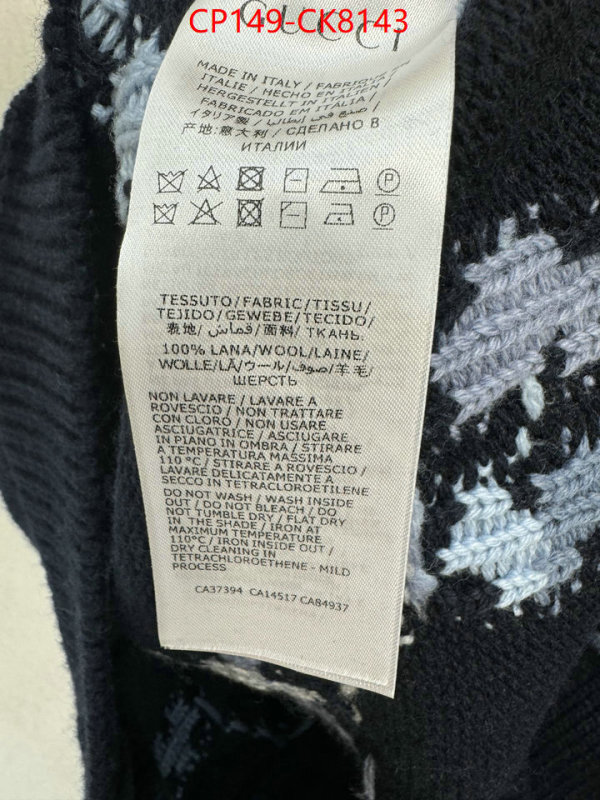 CP149-CK8143
GUCCI
MADE IN ITALY / FABRIQUÉ EN
ITALIE / HECHO EN ITALIA /
HERGESTELLT IN ITALIEN /
FABRICADO EM ITALIA /
イタリア製 / صنع في ايطاليا /
产地:意大利 / СДЕЛАНО В
ИТАЛИИ
TESSUTO/FABRIC/TISSU/
TEJIDO/GEWEBE/TECIDO/
表地/قماش/面料/ТКАНЬ:
100% LANA/WOOL/LAINE/
WOLLE/LÃ/ウール/صوف/羊毛/
ШЕРСТЬ
NON LAVARE / LAVARE A
ROVESCIO / NON TRATTARE
CON CLORO / NON USARE
ASCIUGATRICE / ASCIUGARE
IN PIANO IN OMBRA / STIRARE
A TEMPERATURA MASSIMA
110 °C / STIRARE A ROVESCIO /
LAVARE DELICATAMENTE A
SECCO IN TETRACLOROETILENE
DO NOT WASH / WASH INSIDE
OUT / DO NOT BLEACH / DO
NOT TUMBLE DRY / FLAT DRY
IN THE SHADE / IRON AT
MAXIMUM TEMPERATURE
110°C / IRON INSIDE OUT /
DRY CLEANING IN
TETRACHLOROETHENE - MILD
PROCESS
CA37394 CA14517 CA84937